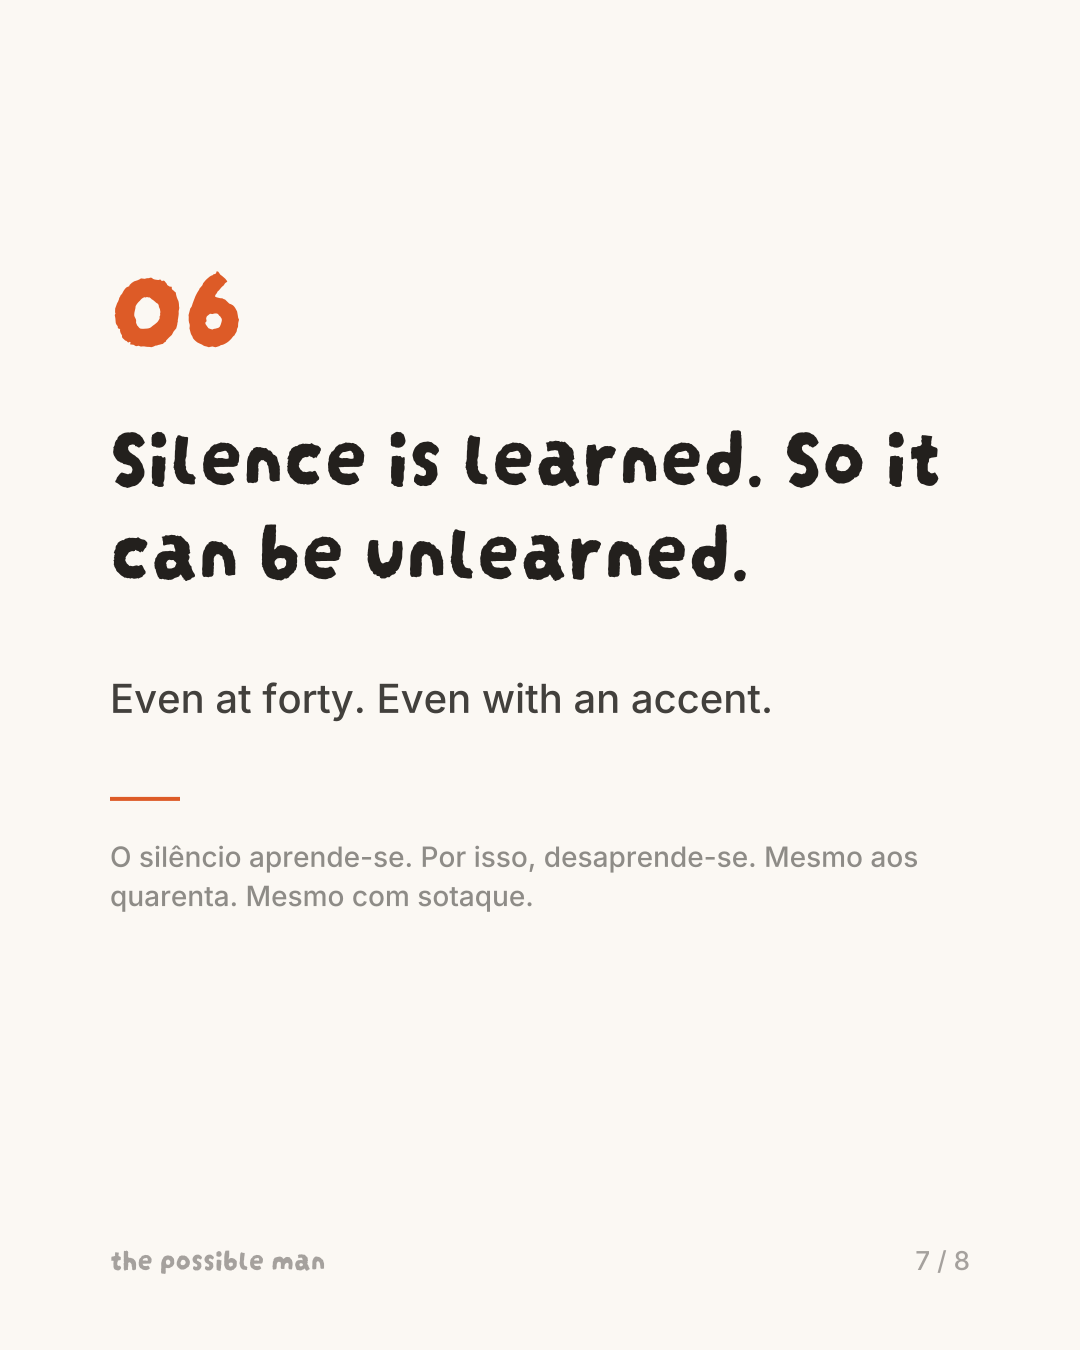 06
Silence is learned. So it
can be unlearned.
Even at forty. Even with an accent.
O silêncio aprende-se. Por isso, desaprende-se. Mesmo aos
quarenta. Mesmo com sotaque.
the possible man
7 / 8